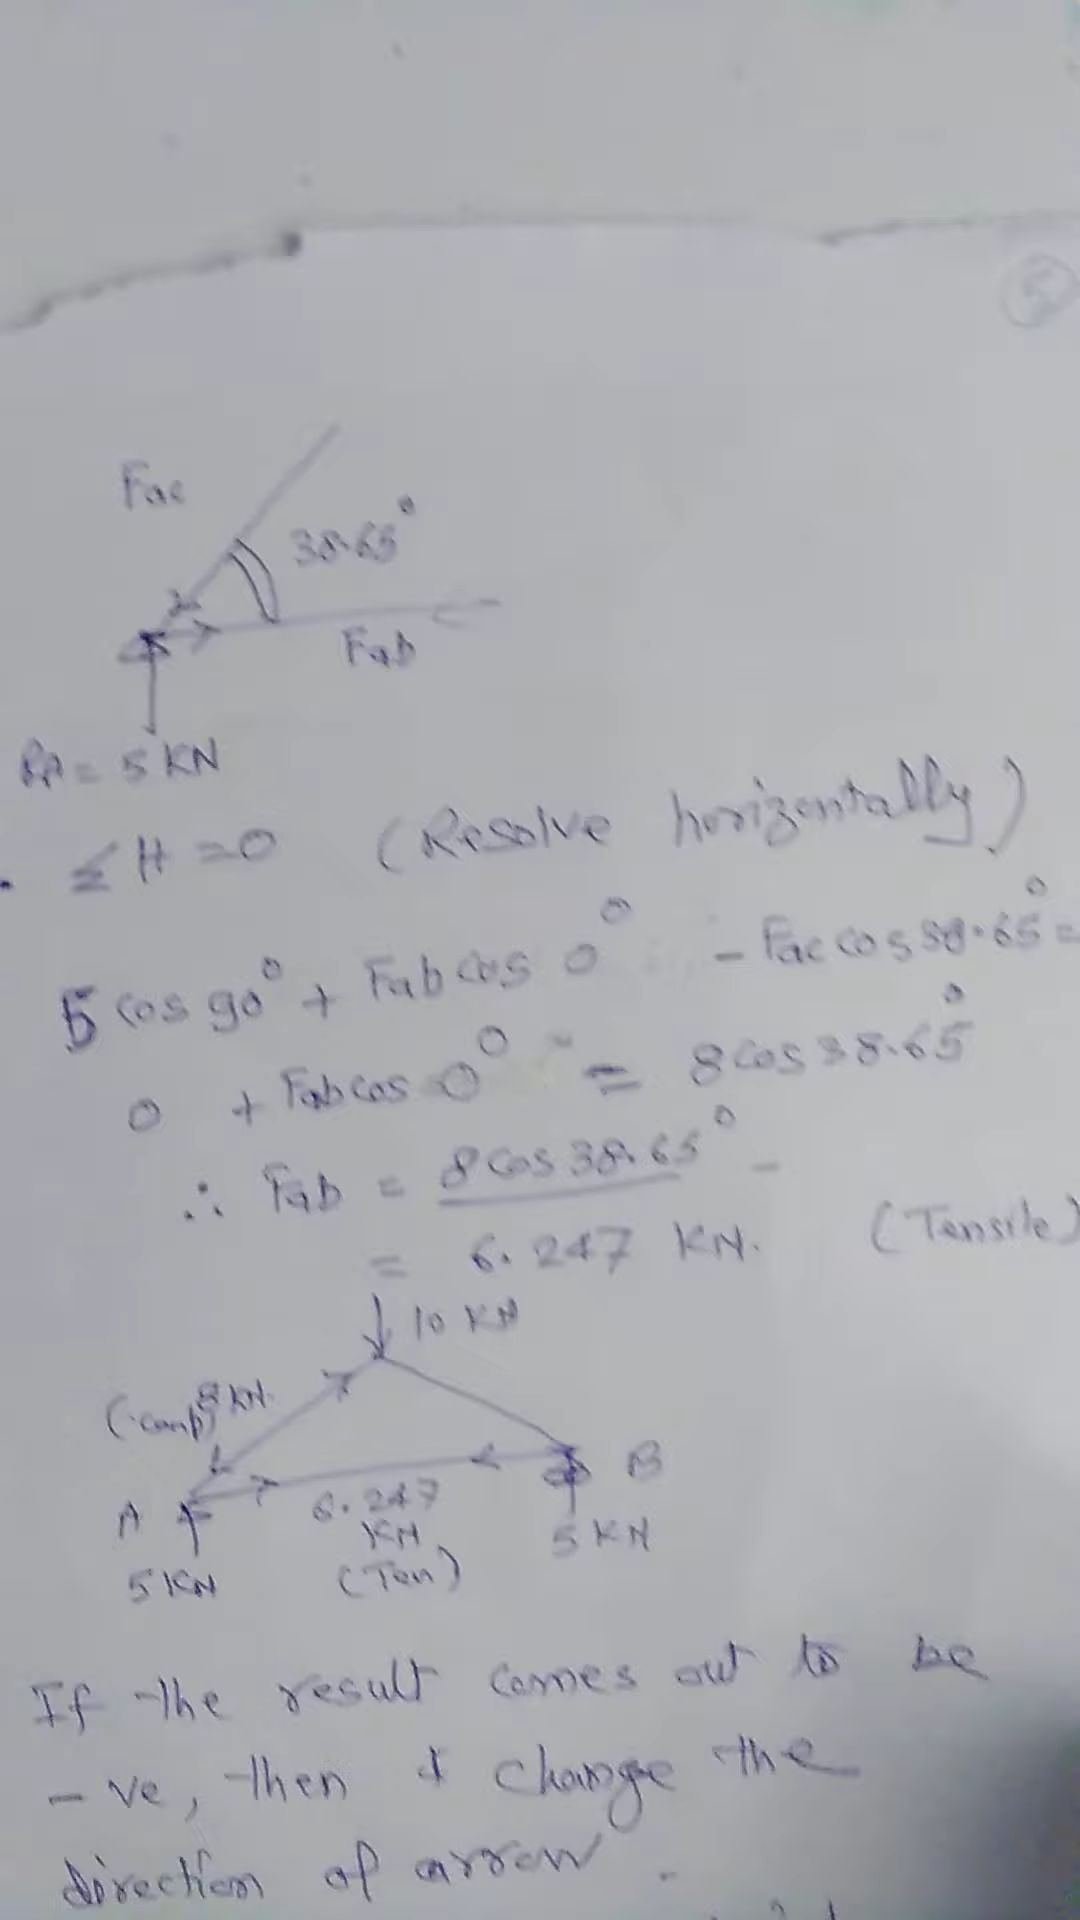 5
Fac
38.65°
Fab
RA = 5 KN
≤ H = 0 (Resolve horizontally)
5 cos 90° + Fab cos 0° - Fac cos 38.65° =
0 + Fab cos 0° = 8 cos 38.65°
∴ Fab = 8 cos 38.65°
= 6.247 KN. (Tensile)
10 KN
8 KN.
(comp)
A
6.247
KN
(Ten)
B
5 KN
5 KN
If the result comes out to be
- ve, then change the
direction of arrow.